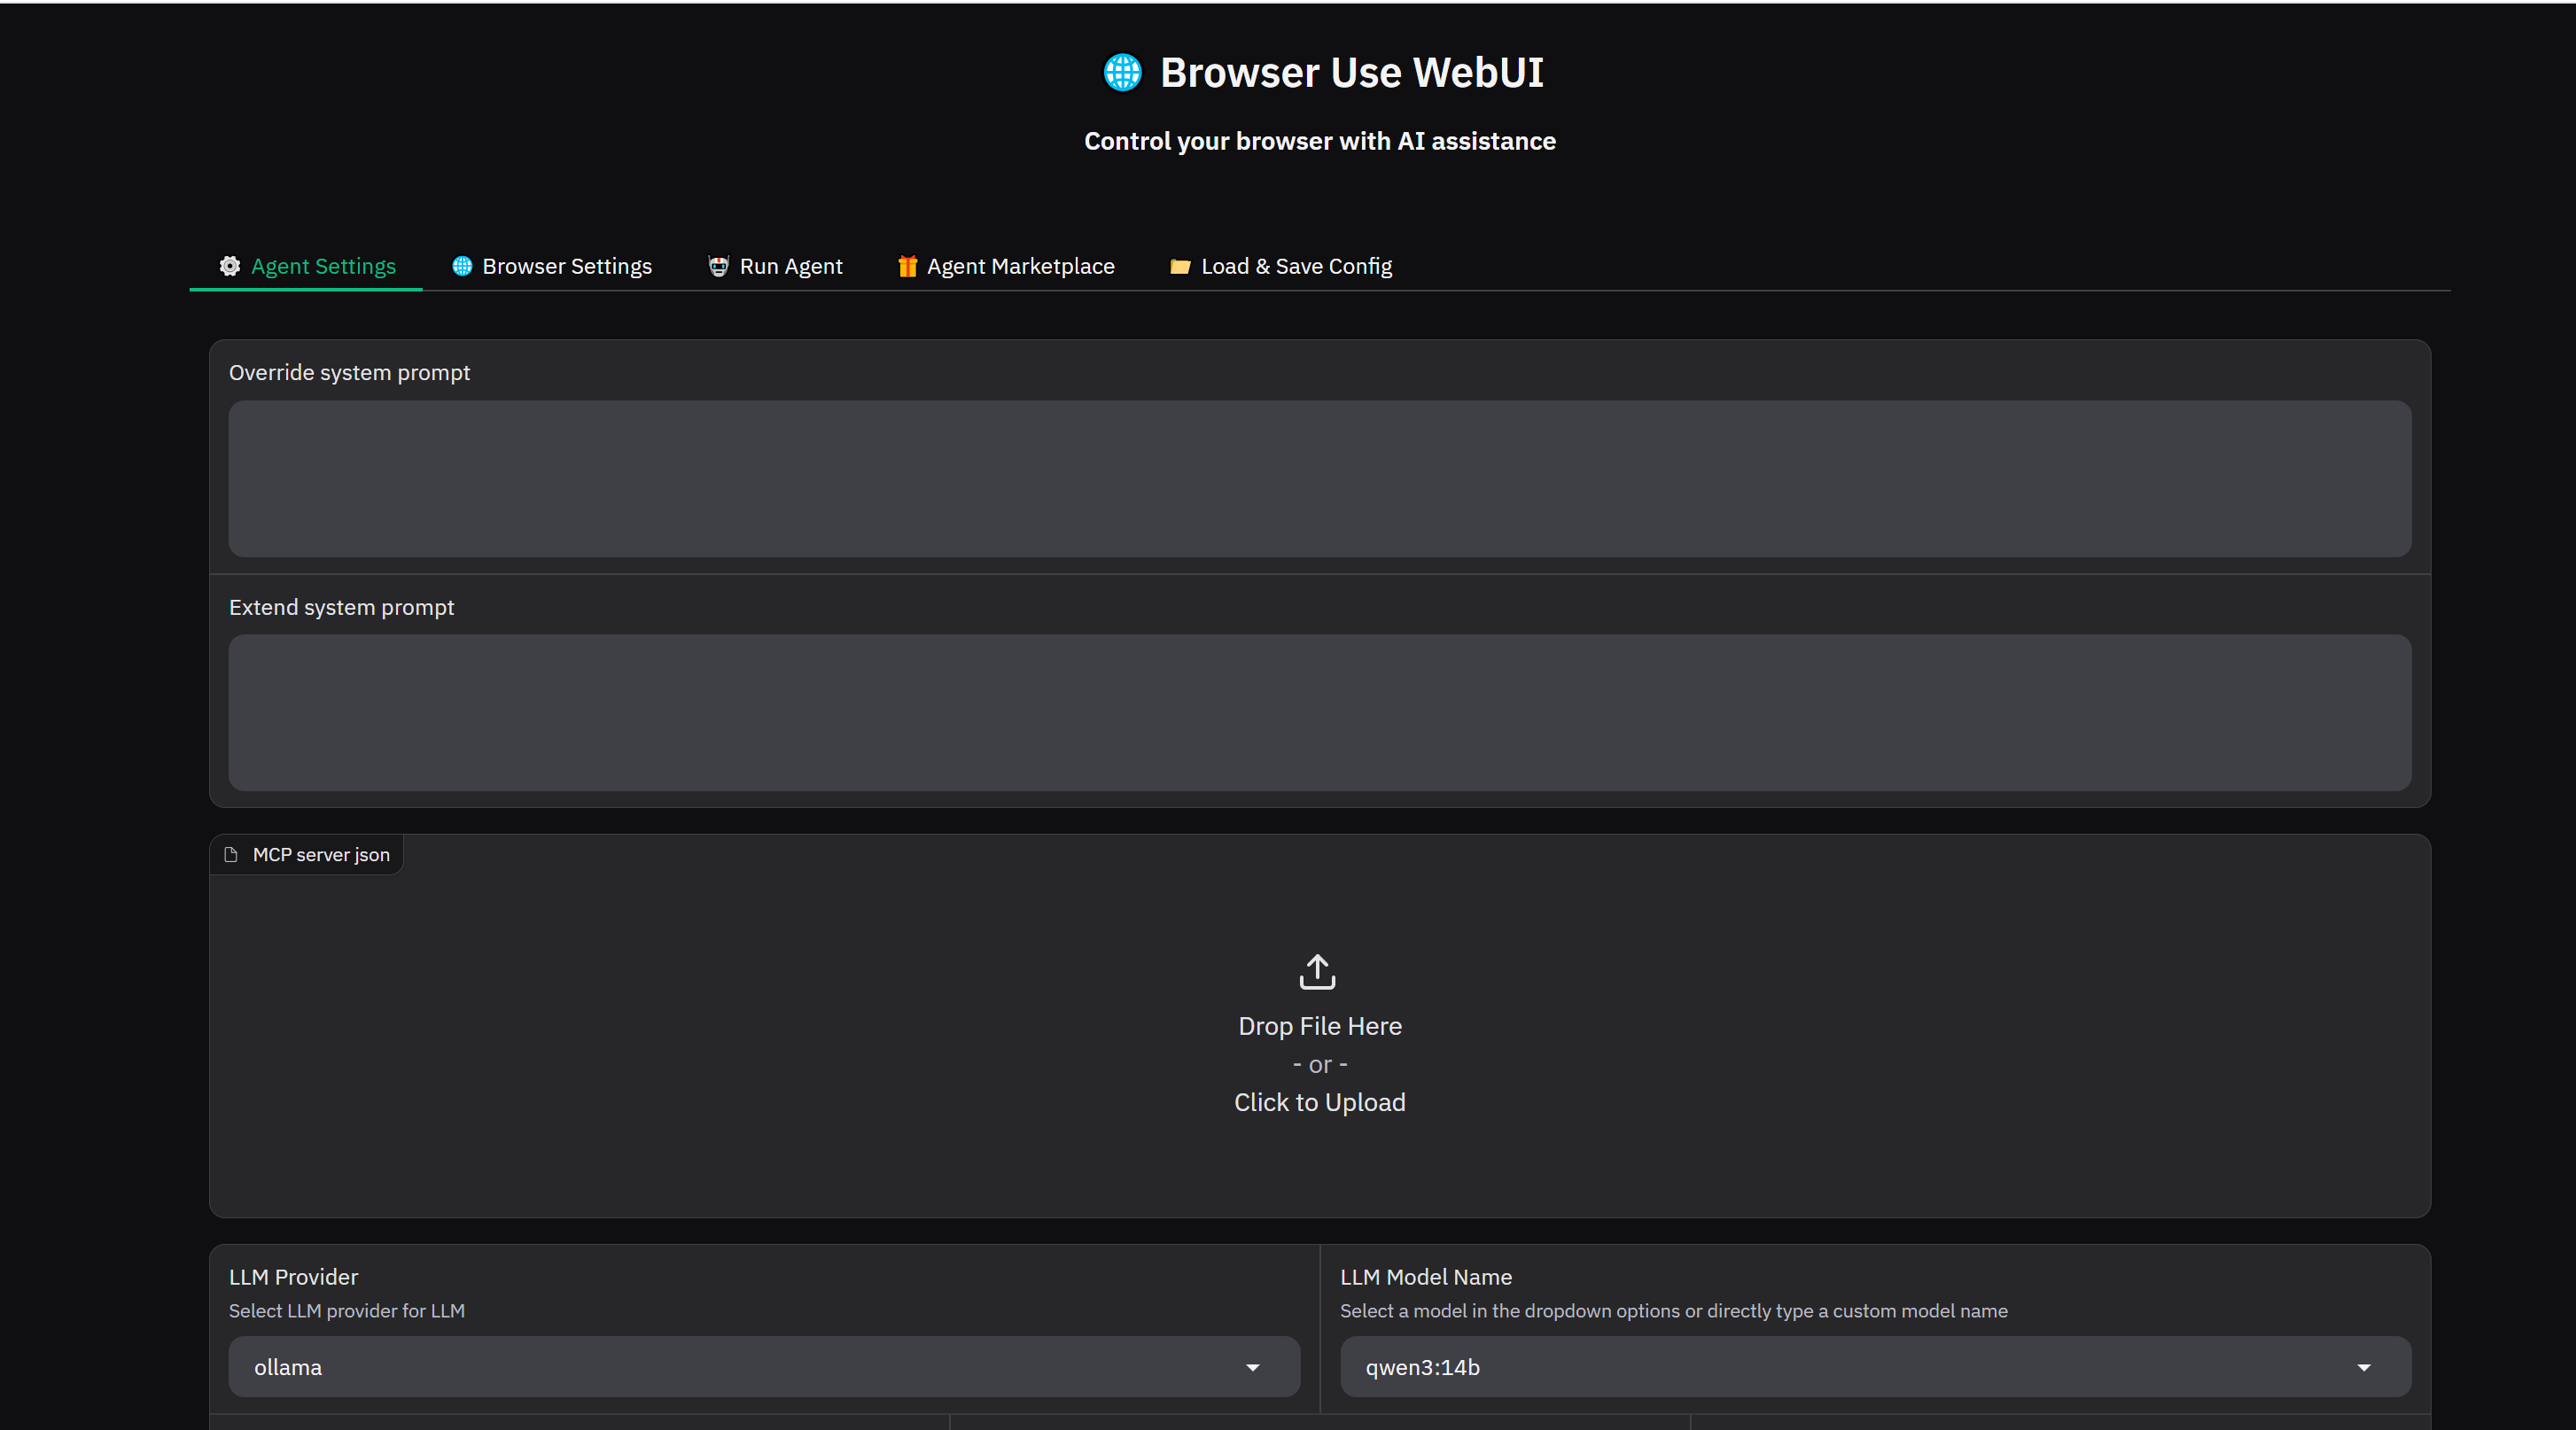 Browser Use WebUI
Control your browser with AI assistance
Agent Settings Browser Settings Run Agent Agent Marketplace Load & Save Config
Override system prompt
Extend system prompt
MCP server json
Drop File Here
- or -
Click to Upload
LLM Provider
Select LLM provider for LLM
ollama
LLM Model Name
Select a model in the dropdown options or directly type a custom model name
qwen3:14b